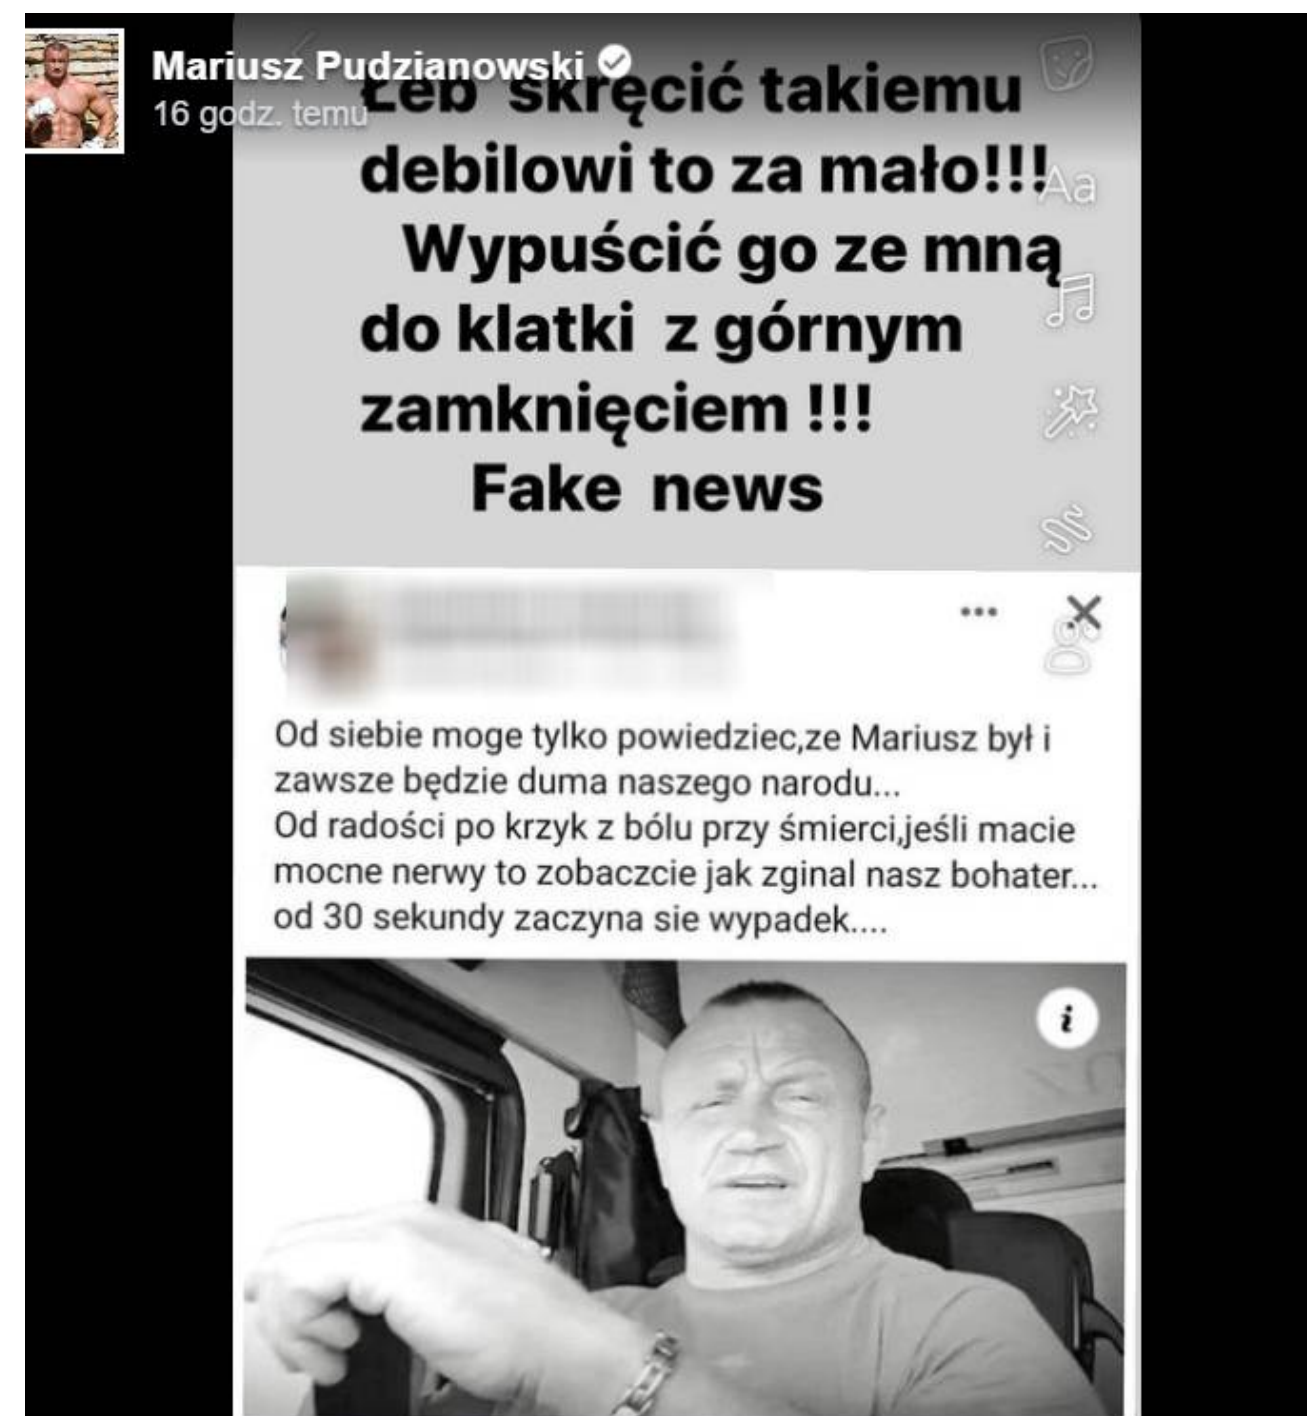 Mariusz Pudzianowski
16 godz. temu
Łeb skręcić takiemu
debilowi to za mało!!!
Aa
Wypuścić go ze mną
do klatki z górnym
zamknięciem !!!
Fake news
Od siebie moge tylko powiedziec,ze Mariusz był i
zawsze będzie duma naszego narodu...
Od radości po krzyk z bólu przy śmierci,jeśli macie
mocne nerwy to zobaczcie jak zginal nasz bohater...
od 30 sekundy zaczyna sie wypadek....
i